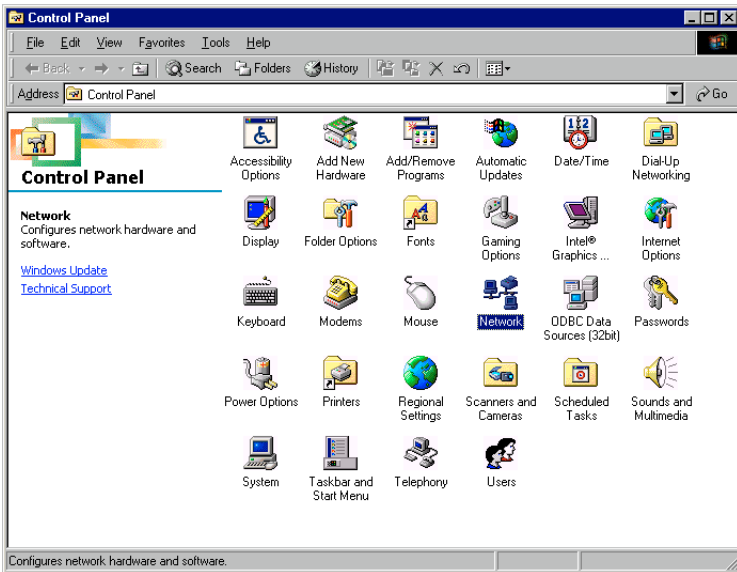 Control Panel
File Edit View Favorites Tools Help
Back Search Folders History
Address Control Panel Go
Control Panel
Network
Configures network hardware and
software.
Windows Update
Technical Support
Accessibility Options
Add New Hardware
Add/Remove Programs
Automatic Updates
Date/Time
Dial-Up Networking
Display
Folder Options
Fonts
Gaming Options
Intel® Graphics ...
Internet Options
Keyboard
Modems
Mouse
Network
ODBC Data Sources (32bit)
Passwords
Power Options
Printers
Regional Settings
Scanners and Cameras
Scheduled Tasks
Sounds and Multimedia
System
Taskbar and Start Menu
Telephony
Users
Configures network hardware and software.